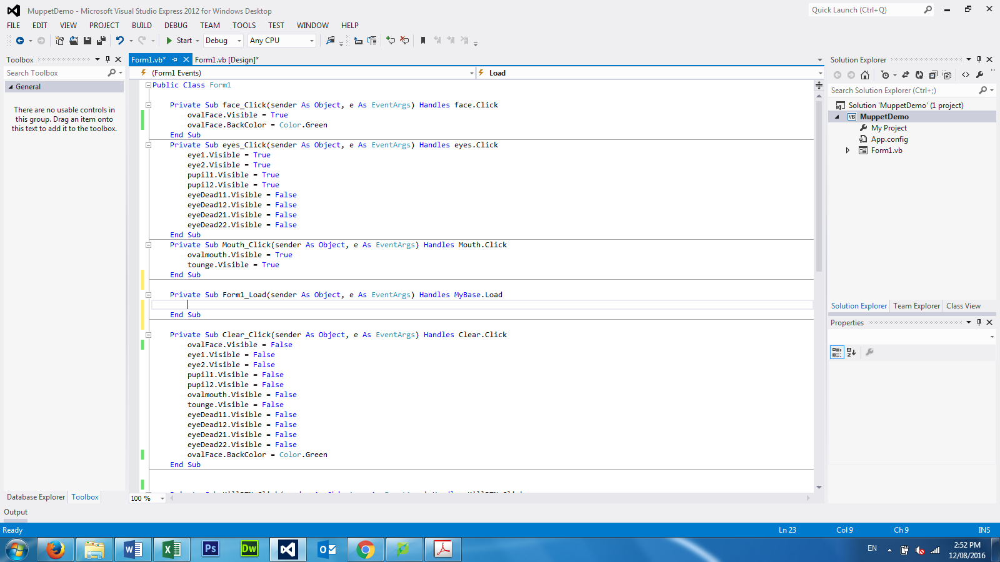 MuppetDemo - Microsoft Visual Studio Express 2012 for Windows Desktop
Quick Launch (Ctrl+Q)
FILE EDIT VIEW PROJECT BUILD DEBUG TEAM TOOLS TEST WINDOW HELP
Start Debug Any CPU
Toolbox
Search Toolbox
General
There are no usable controls in
this group. Drag an item onto
this text to add it to the toolbox.
Database Explorer Toolbox
Form1.vb* Form1.vb [Design]*
(Form1 Events) Load
Public Class Form1
Private Sub face_Click(sender As Object, e As EventArgs) Handles face.Click
ovalFace.Visible = True
ovalFace.BackColor = Color.Green
End Sub
Private Sub eyes_Click(sender As Object, e As EventArgs) Handles eyes.Click
eye1.Visible = True
eye2.Visible = True
pupil1.Visible = True
pupil2.Visible = True
eyeDead11.Visible = False
eyeDead12.Visible = False
eyeDead21.Visible = False
eyeDead22.Visible = False
End Sub
Private Sub Mouth_Click(sender As Object, e As EventArgs) Handles Mouth.Click
ovalmouth.Visible = True
tounge.Visible = True
End Sub
Private Sub Form1_Load(sender As Object, e As EventArgs) Handles MyBase.Load
End Sub
Private Sub Clear_Click(sender As Object, e As EventArgs) Handles Clear.Click
ovalFace.Visible = False
eye1.Visible = False
eye2.Visible = False
pupil1.Visible = False
pupil2.Visible = False
ovalmouth.Visible = False
tounge.Visible = False
eyeDead11.Visible = False
eyeDead12.Visible = False
eyeDead21.Visible = False
eyeDead22.Visible = False
ovalFace.BackColor = Color.Green
End Sub
100 %
Solution Explorer
Search Solution Explorer (Ctrl+;)
Solution 'MuppetDemo' (1 project)
VB MuppetDemo
My Project
App.config
Form1.vb
Solution Explorer Team Explorer Class View
Properties
Output
Ready Ln 23 Col 9 Ch 9 INS
Ps Dw
EN
2:52 PM
12/08/2016